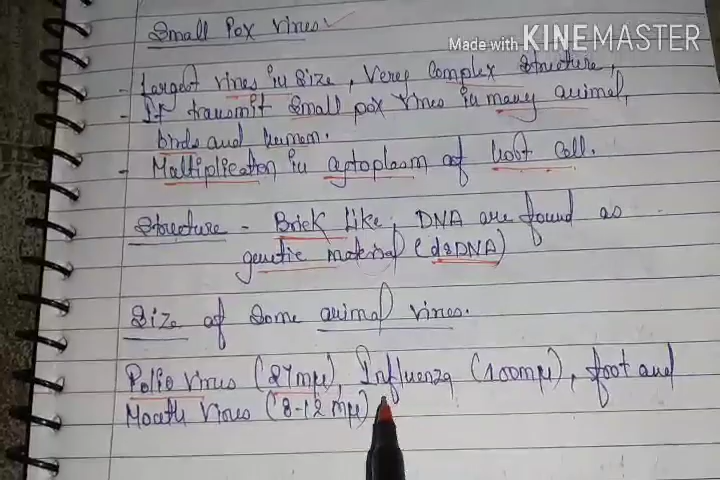 Made with KINEMASTER
Small Pox virus
- Largest virus in size, Very Complex Structure,
- It transmit Small pox virus in many animal,
birds and human.
- Multiplication in cytoplasm of host cell.
Structure - Brick Like, DNA are found as
genetic material (dsDNA)
Size of Some animal virus.
Polio virus (27mµ), Influenza (100mµ), foot and
Mouth virus (8-12 mµ)